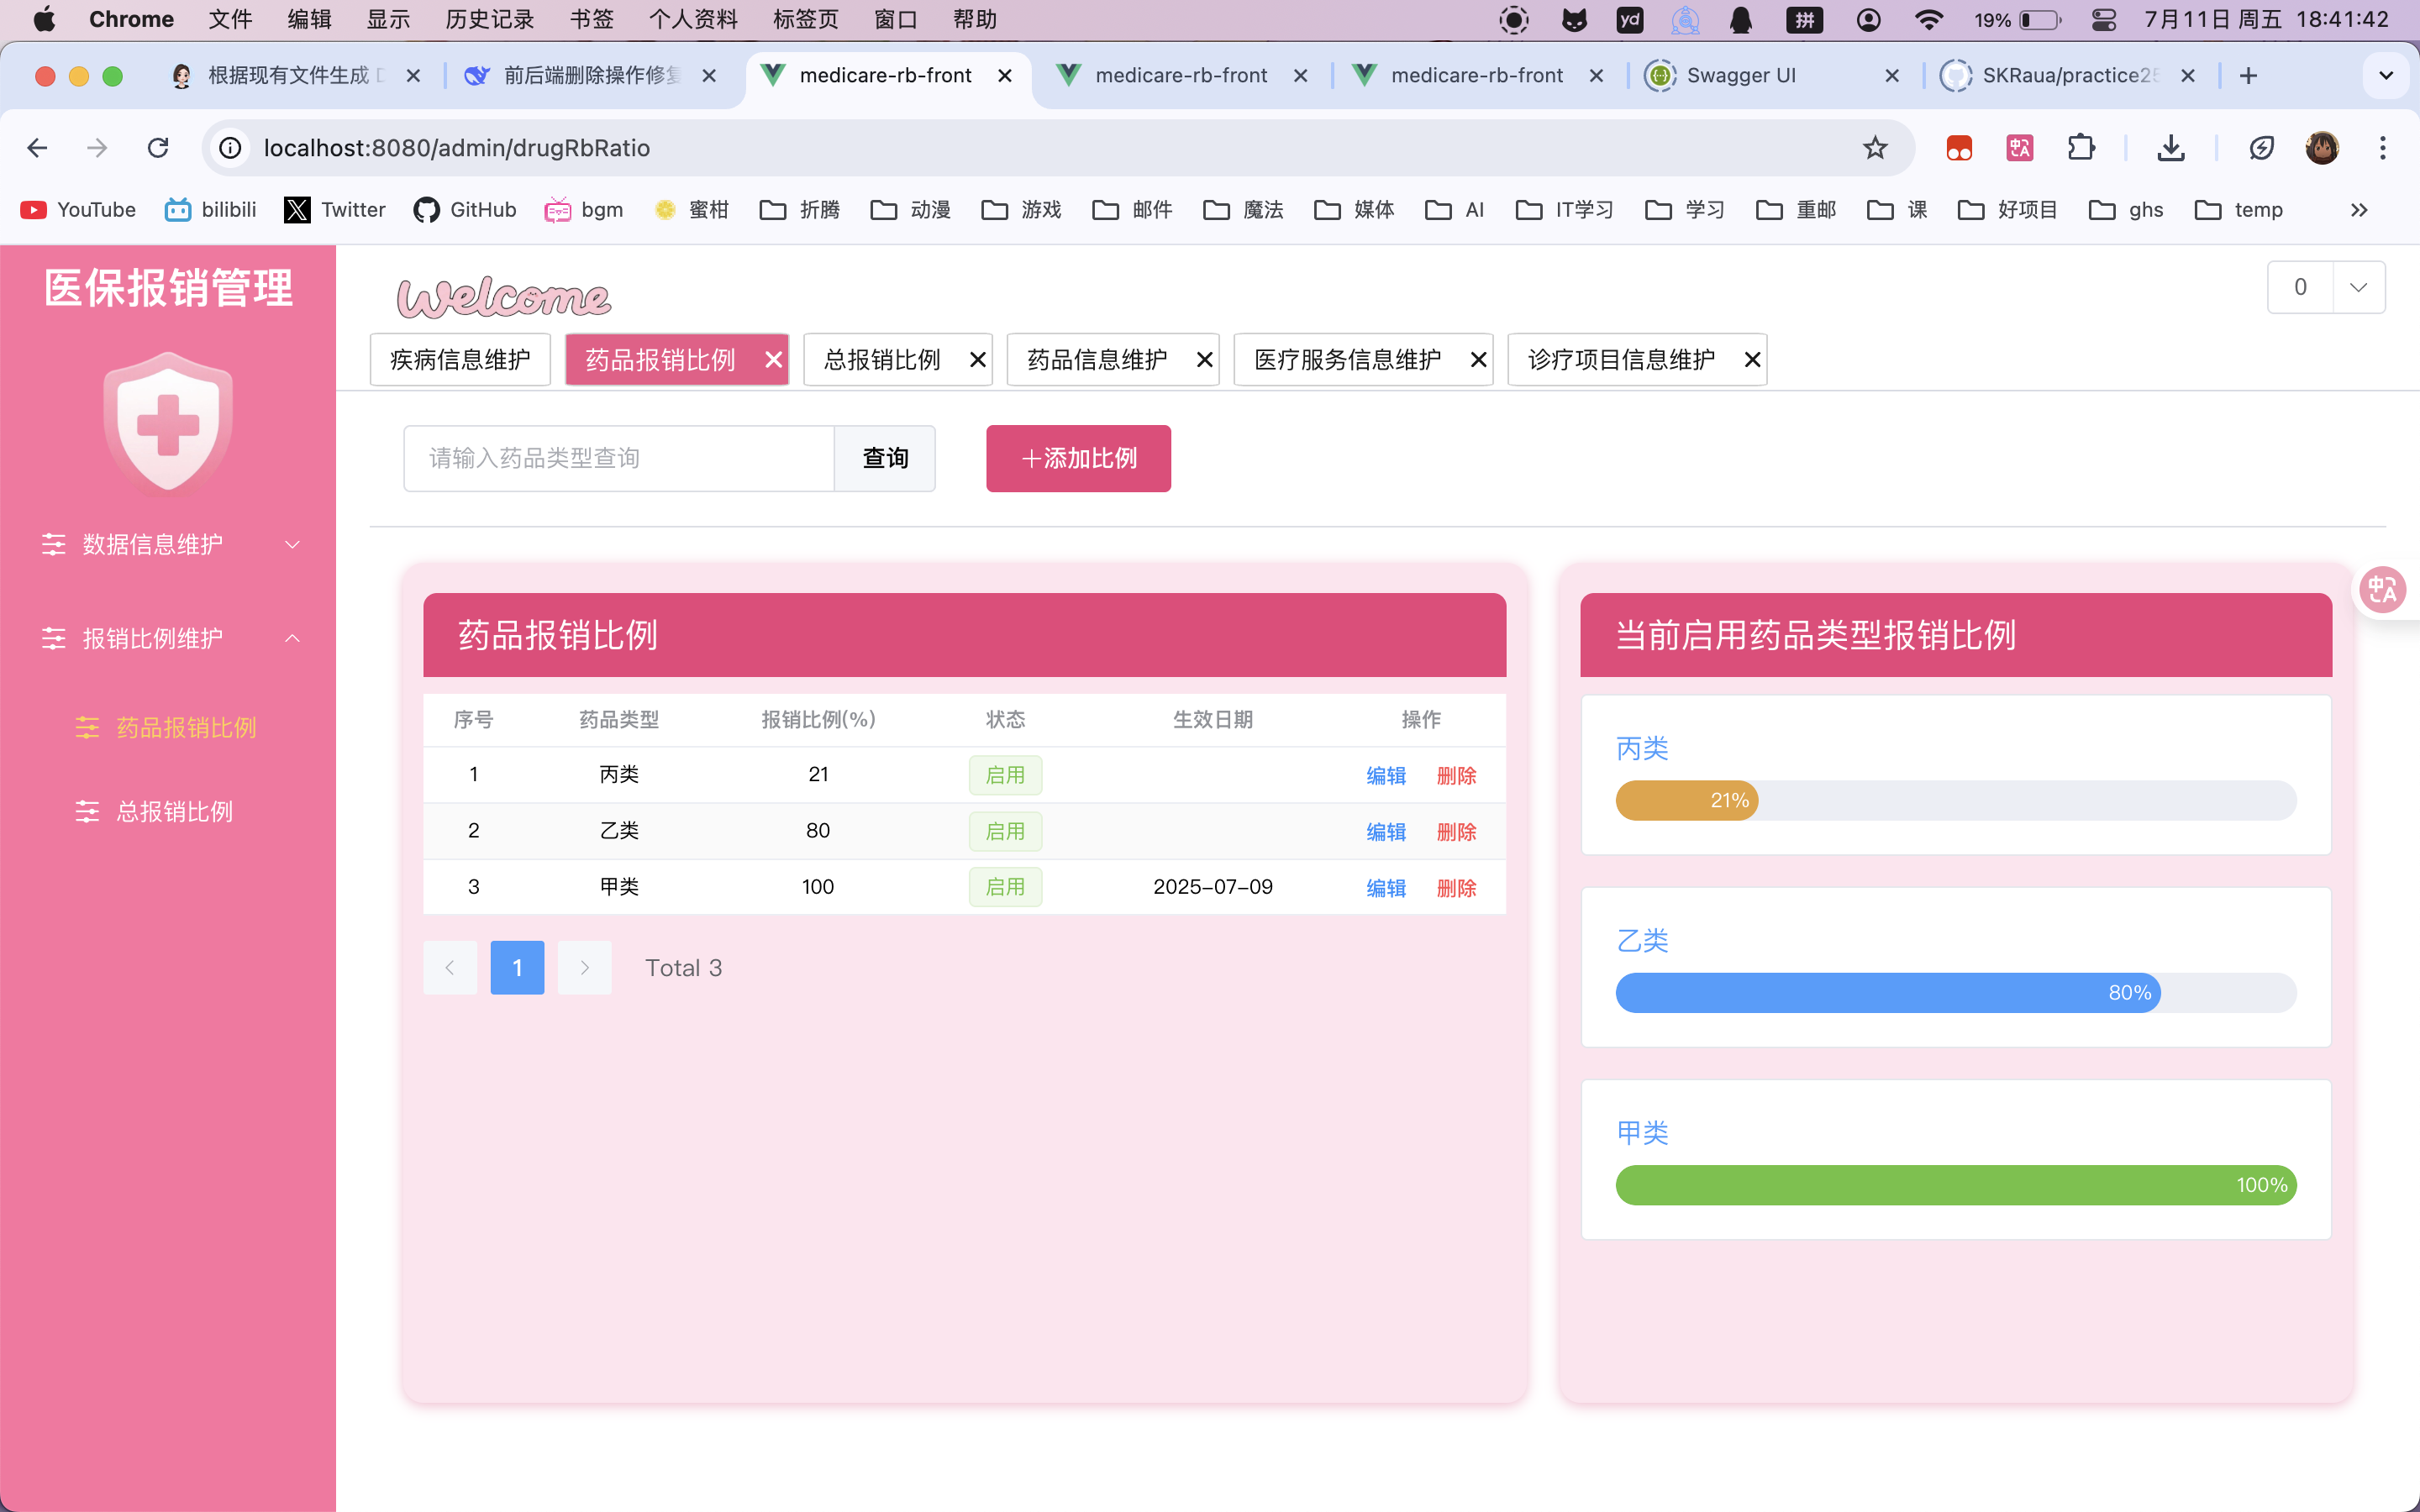 Chrome 文件 编辑 显示 历史记录 书签 个人资料 标签页 窗口 帮助 yd 拼 19% 7月11日 周五 18:41:42
根据现有文件生成 前后端删除操作修复 medicare-rb-front medicare-rb-front medicare-rb-front Swagger UI SKRaua/practice25
localhost:8080/admin/drugRbRatio
YouTube bilibili Twitter GitHub bgm 蜜柑 折腾 动漫 游戏 邮件 魔法 媒体 AI IT学习 学习 重邮 课 好项目 ghs temp
医保报销管理
Welcome
0
疾病信息维护 药品报销比例 总报销比例 药品信息维护 医疗服务信息维护 诊疗项目信息维护
请输入药品类型查询 查询 +添加比例
数据信息维护
报销比例维护
药品报销比例
总报销比例
药品报销比例
序号 药品类型 报销比例(%) 状态 生效日期 操作
1 丙类 21 启用 编辑 删除
2 乙类 80 启用 编辑 删除
3 甲类 100 启用 2025-07-09 编辑 删除
1 Total 3
当前启用药品类型报销比例
丙类
21%
乙类
80%
甲类
100%
中A